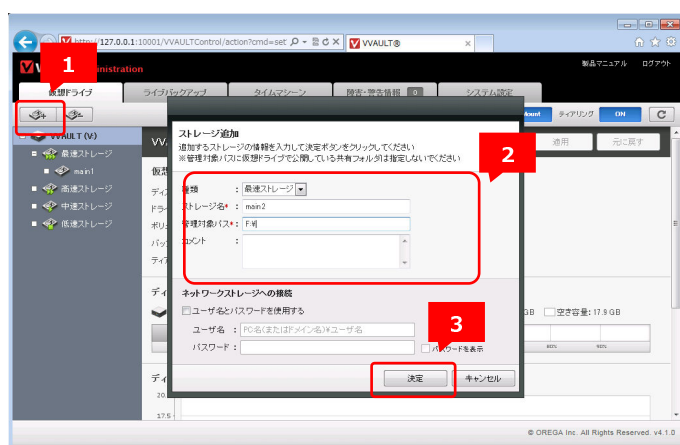 http://127.0.0.1:10001/VVAULTControl/action?cmd=set
VVAULT®
1
Administration
製品マニュアル ログアウト
仮想ドライブ ライブバックアップ タイムマシーン 障害・警告情報 0 システム設定
Mount ティアリング ON C
VVAULT (V:)
最速ストレージ
main1
高速ストレージ
中速ストレージ
低速ストレージ
適用 元に戻す
ストレージ追加
追加するストレージの情報を入力して決定ボタンをクリックしてください
※管理対象パスに仮想ドライブで公開している共有フォルダは指定しないでください
2
種類 : 最速ストレージ
ストレージ名* : main2
管理対象パス* : F:¥
コメント :
ネットワークストレージへの接続
ユーザ名とパスワードを使用する
ユーザ名 : PC名(またはドメイン名)¥ユーザ名
パスワード : パスワードを表示
3
決定 キャンセル
GB 空き容量: 17.9 GB
80% 90%
20.
17.5
© OREGA Inc. All Rights Reserved. v4.1.0